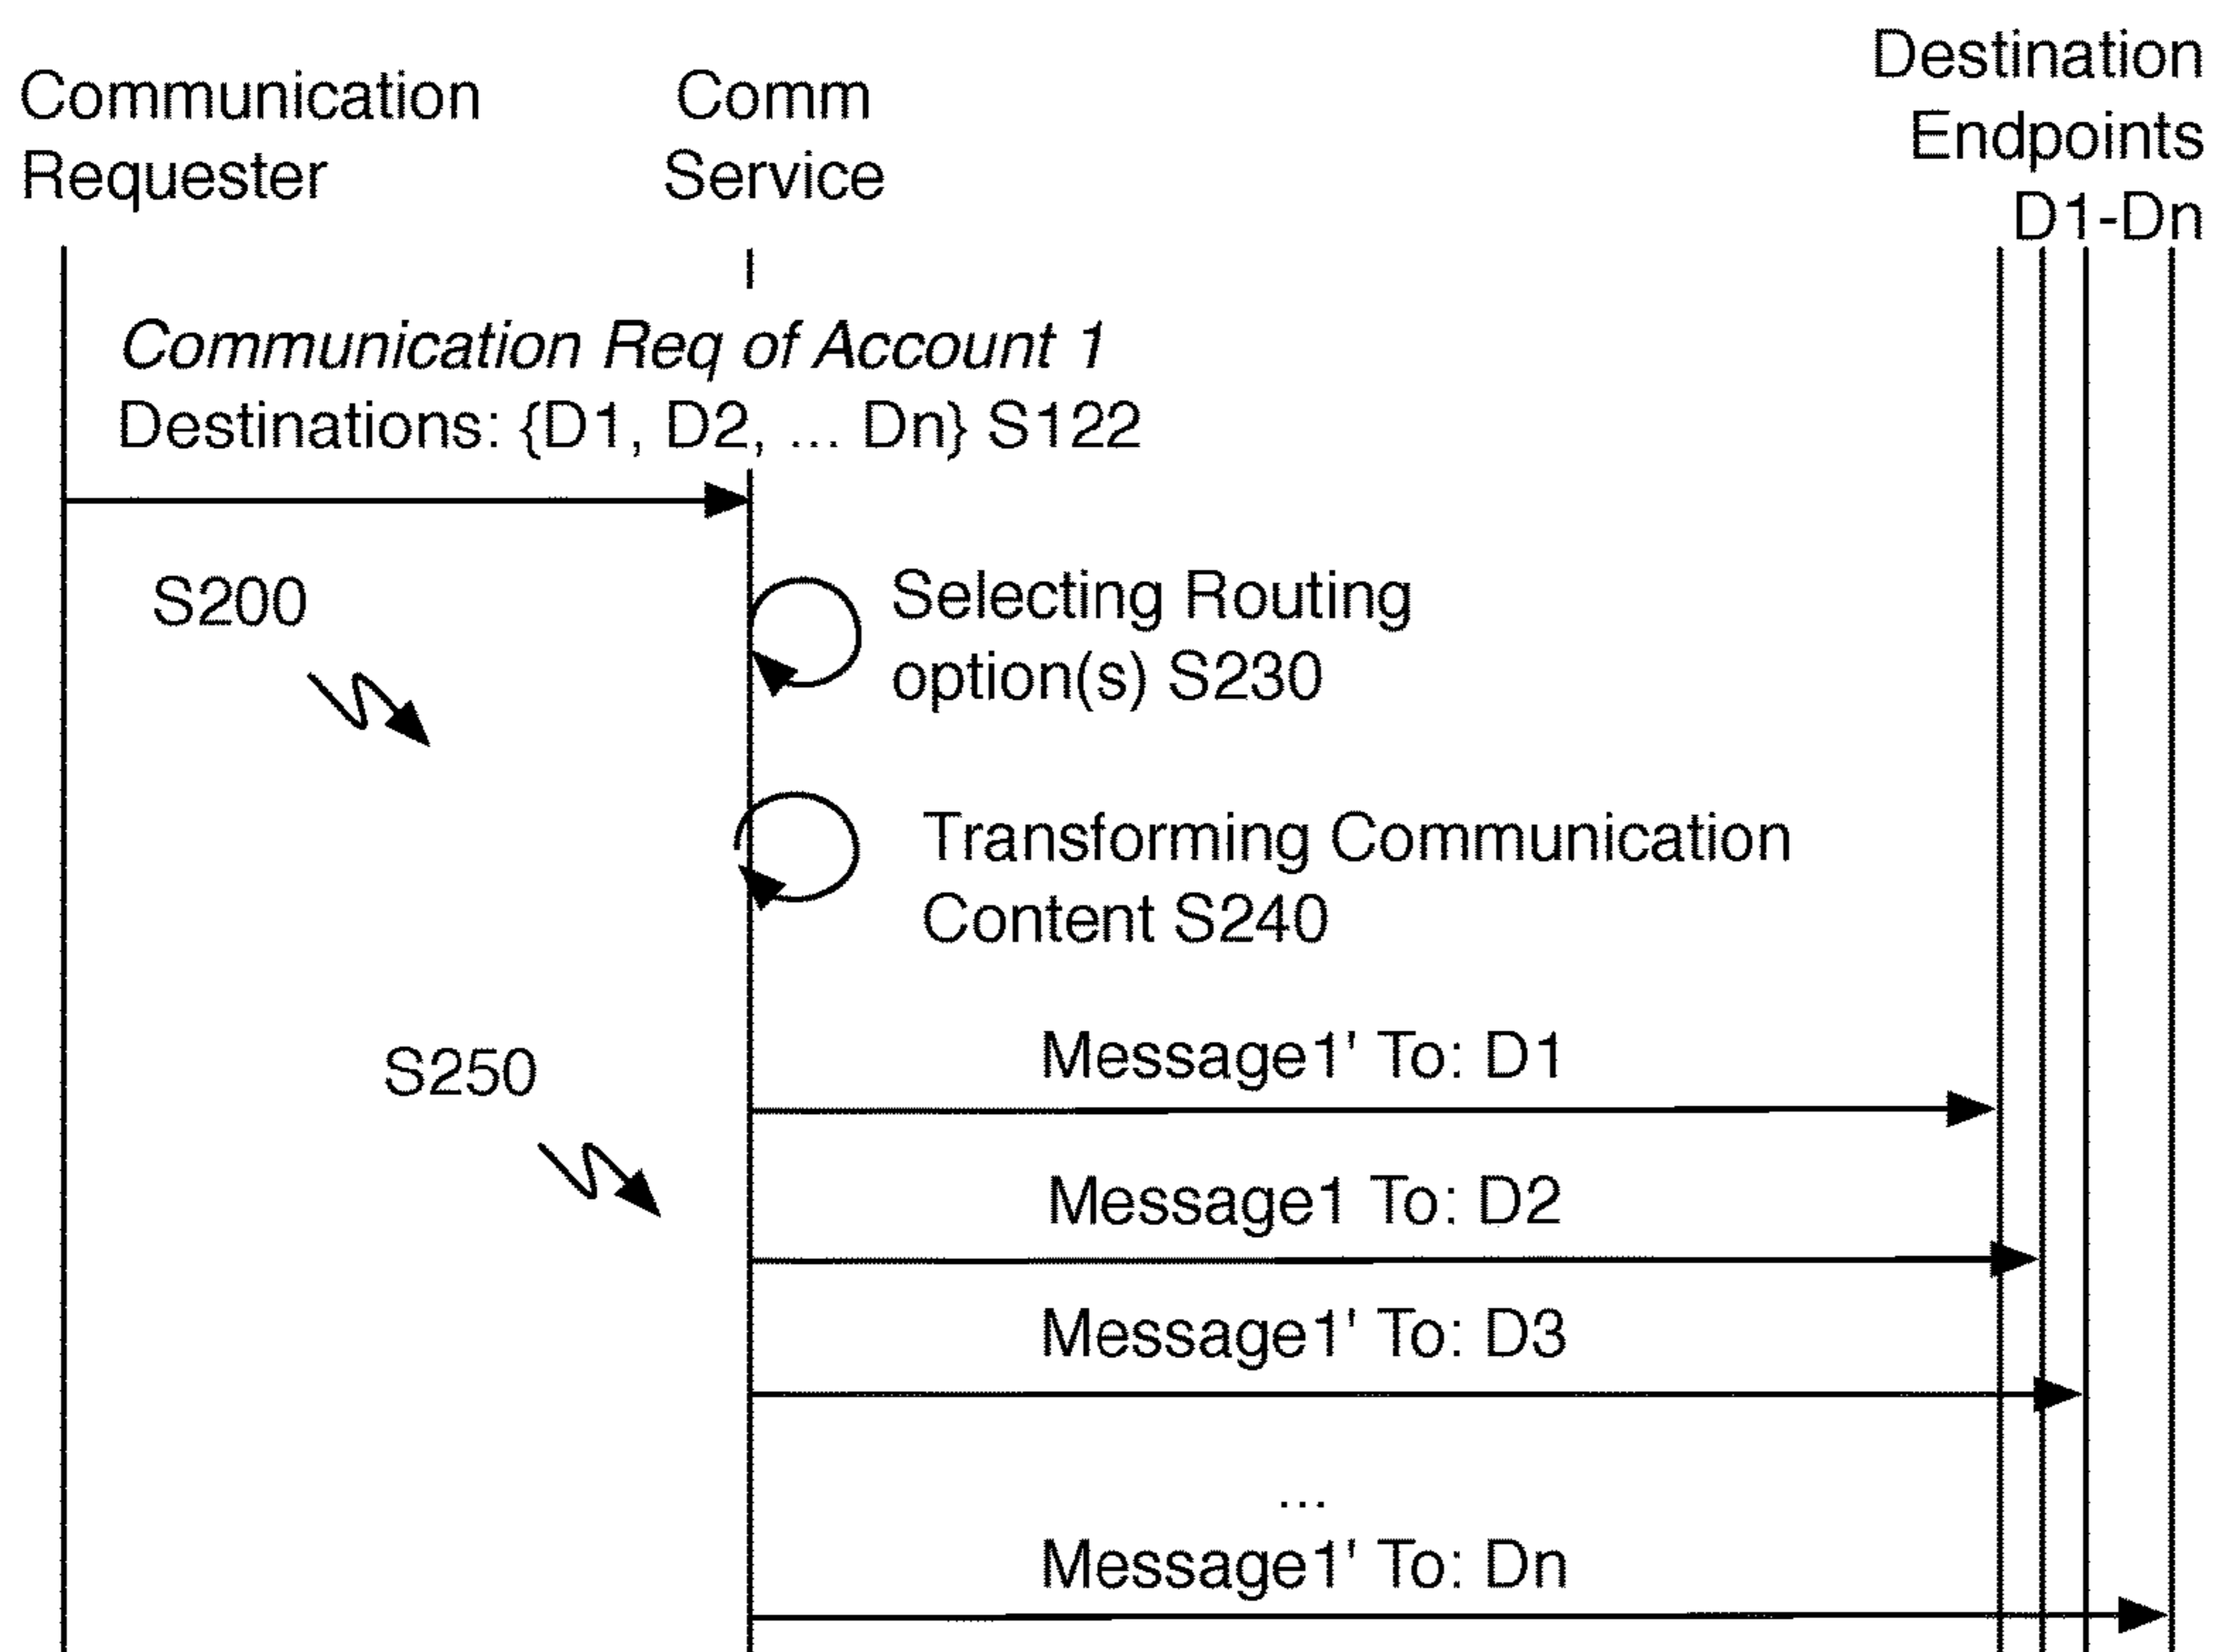 Communication
Requester
Comm
Service
Destination
Endpoints
D1-Dn
Communication Req of Account 1
Destinations: {D1, D2, ... Dn} S122
S200
Selecting Routing
option(s) S230
Transforming Communication
Content S240
S250
Message1' To: D1
Message1 To: D2
Message1' To: D3
...
Message1' To: Dn